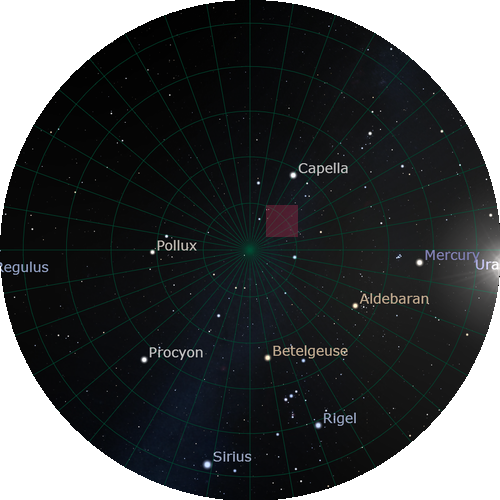 Capella
Pollux
Mercury
Regulus
Ura
Aldebaran
Procyon
Betelgeuse
Rigel
Sirius